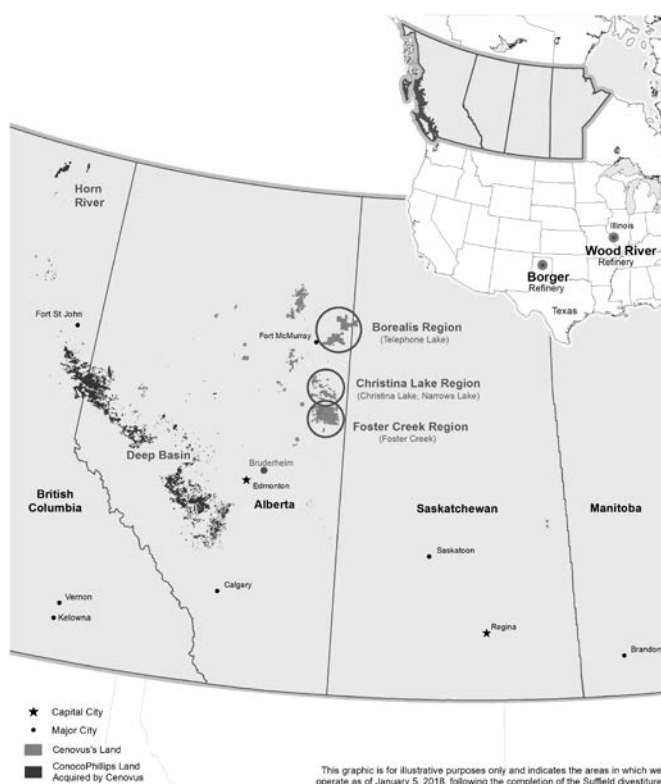 Horn
River
Fort St John
Fort McMurray
Borealis Region
(Telephone Lake)
Christina Lake Region
(Christina Lake, Narrows Lake)
Foster Creek Region
(Foster Creek)
Deep Basin
Bruderheim
Edmonton
British
Columbia
Alberta
Saskatchewan
Manitoba
Saskatoon
Calgary
Vernon
Kelowna
Regina
Brandon
Illinois
Wood River
Refinery
Borger
Refinery
Texas
Capital City
Major City
Cenovus's Land
ConocoPhillips Land
Acquired by Cenovus
This graphic is for illustrative purposes only and indicates the areas in which we
operate as of January 5, 2018, following the completion of the Suffield divestiture